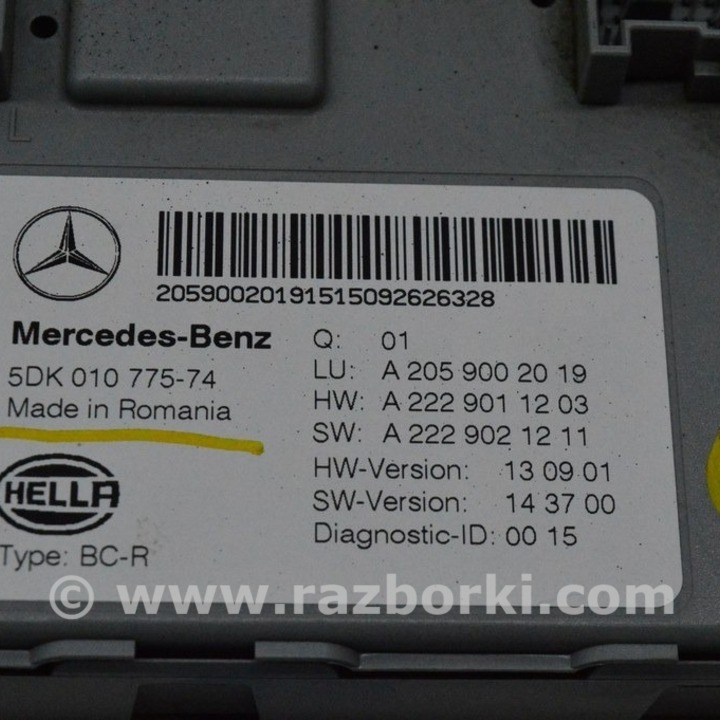 L
2059002019151509262​6328
Mercedes-Benz
5DK 010 775-74
Made in Romania
HELLA
Type: BC-R
Q: 01
LU: A 205 900 20 19
HW: A 222 901 12 03
SW: A 222 902 12 11
HW-Version: 13 09 01
SW-Version: 14 37 00
Diagnostic-ID: 00 15
© www.razborki.com